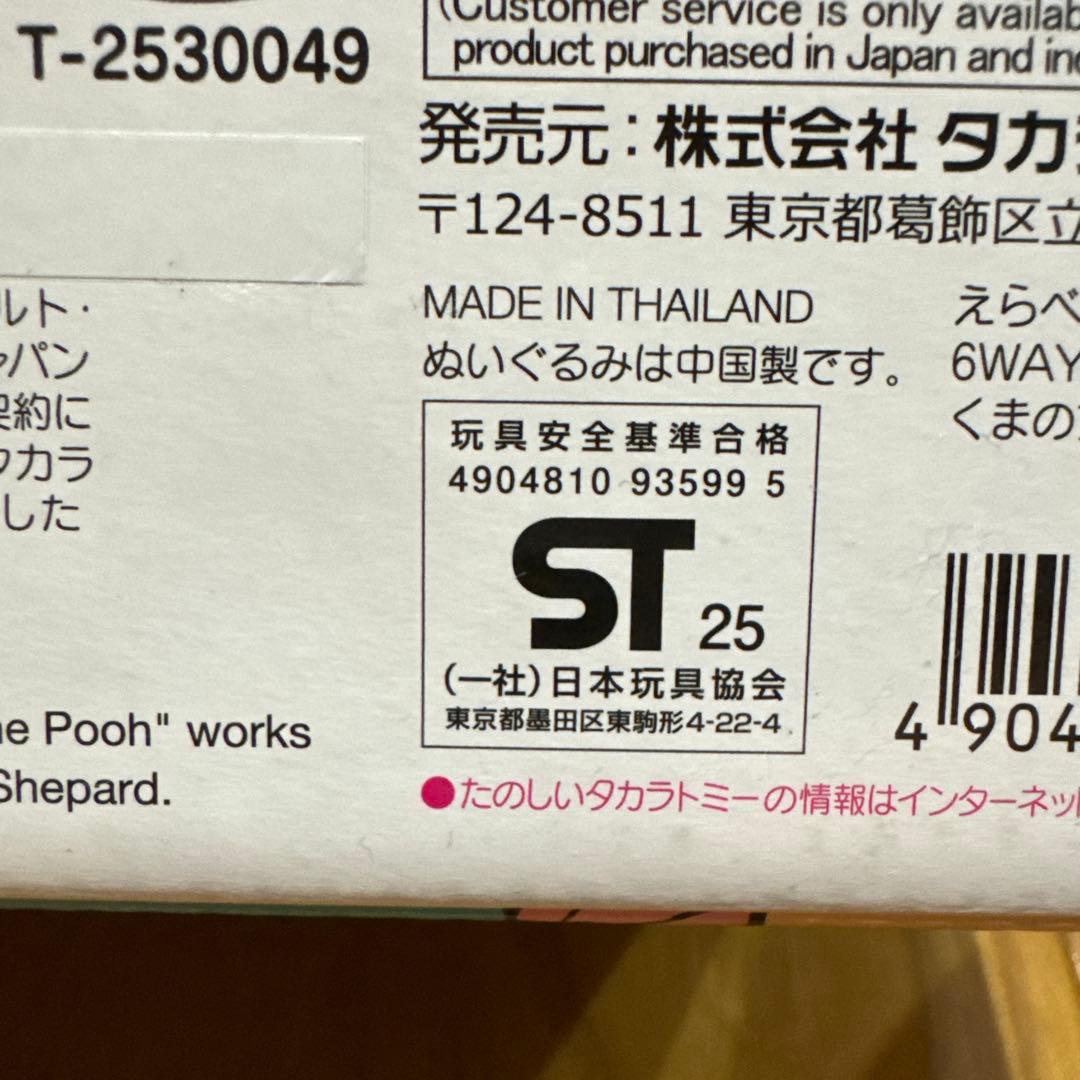 T-2530049
(Customer service is only
product purchased in Japan and
発売元：株式会社 タカ
〒124-8511 東京都葛飾区立
MADE IN THAILAND
ぬいぐるみは中国製です。
えらべ
6WAY
くまの
ルト・
パン
契約に
タカラ
した
玩具安全基準合格
4904810 93599 5
ST 25
(一社)日本玩具協会
東京都墨田区東駒形4-22-4
Pooh" works
Shepard.
4 904
●たのしいタカラトミーの情報はインターネッ